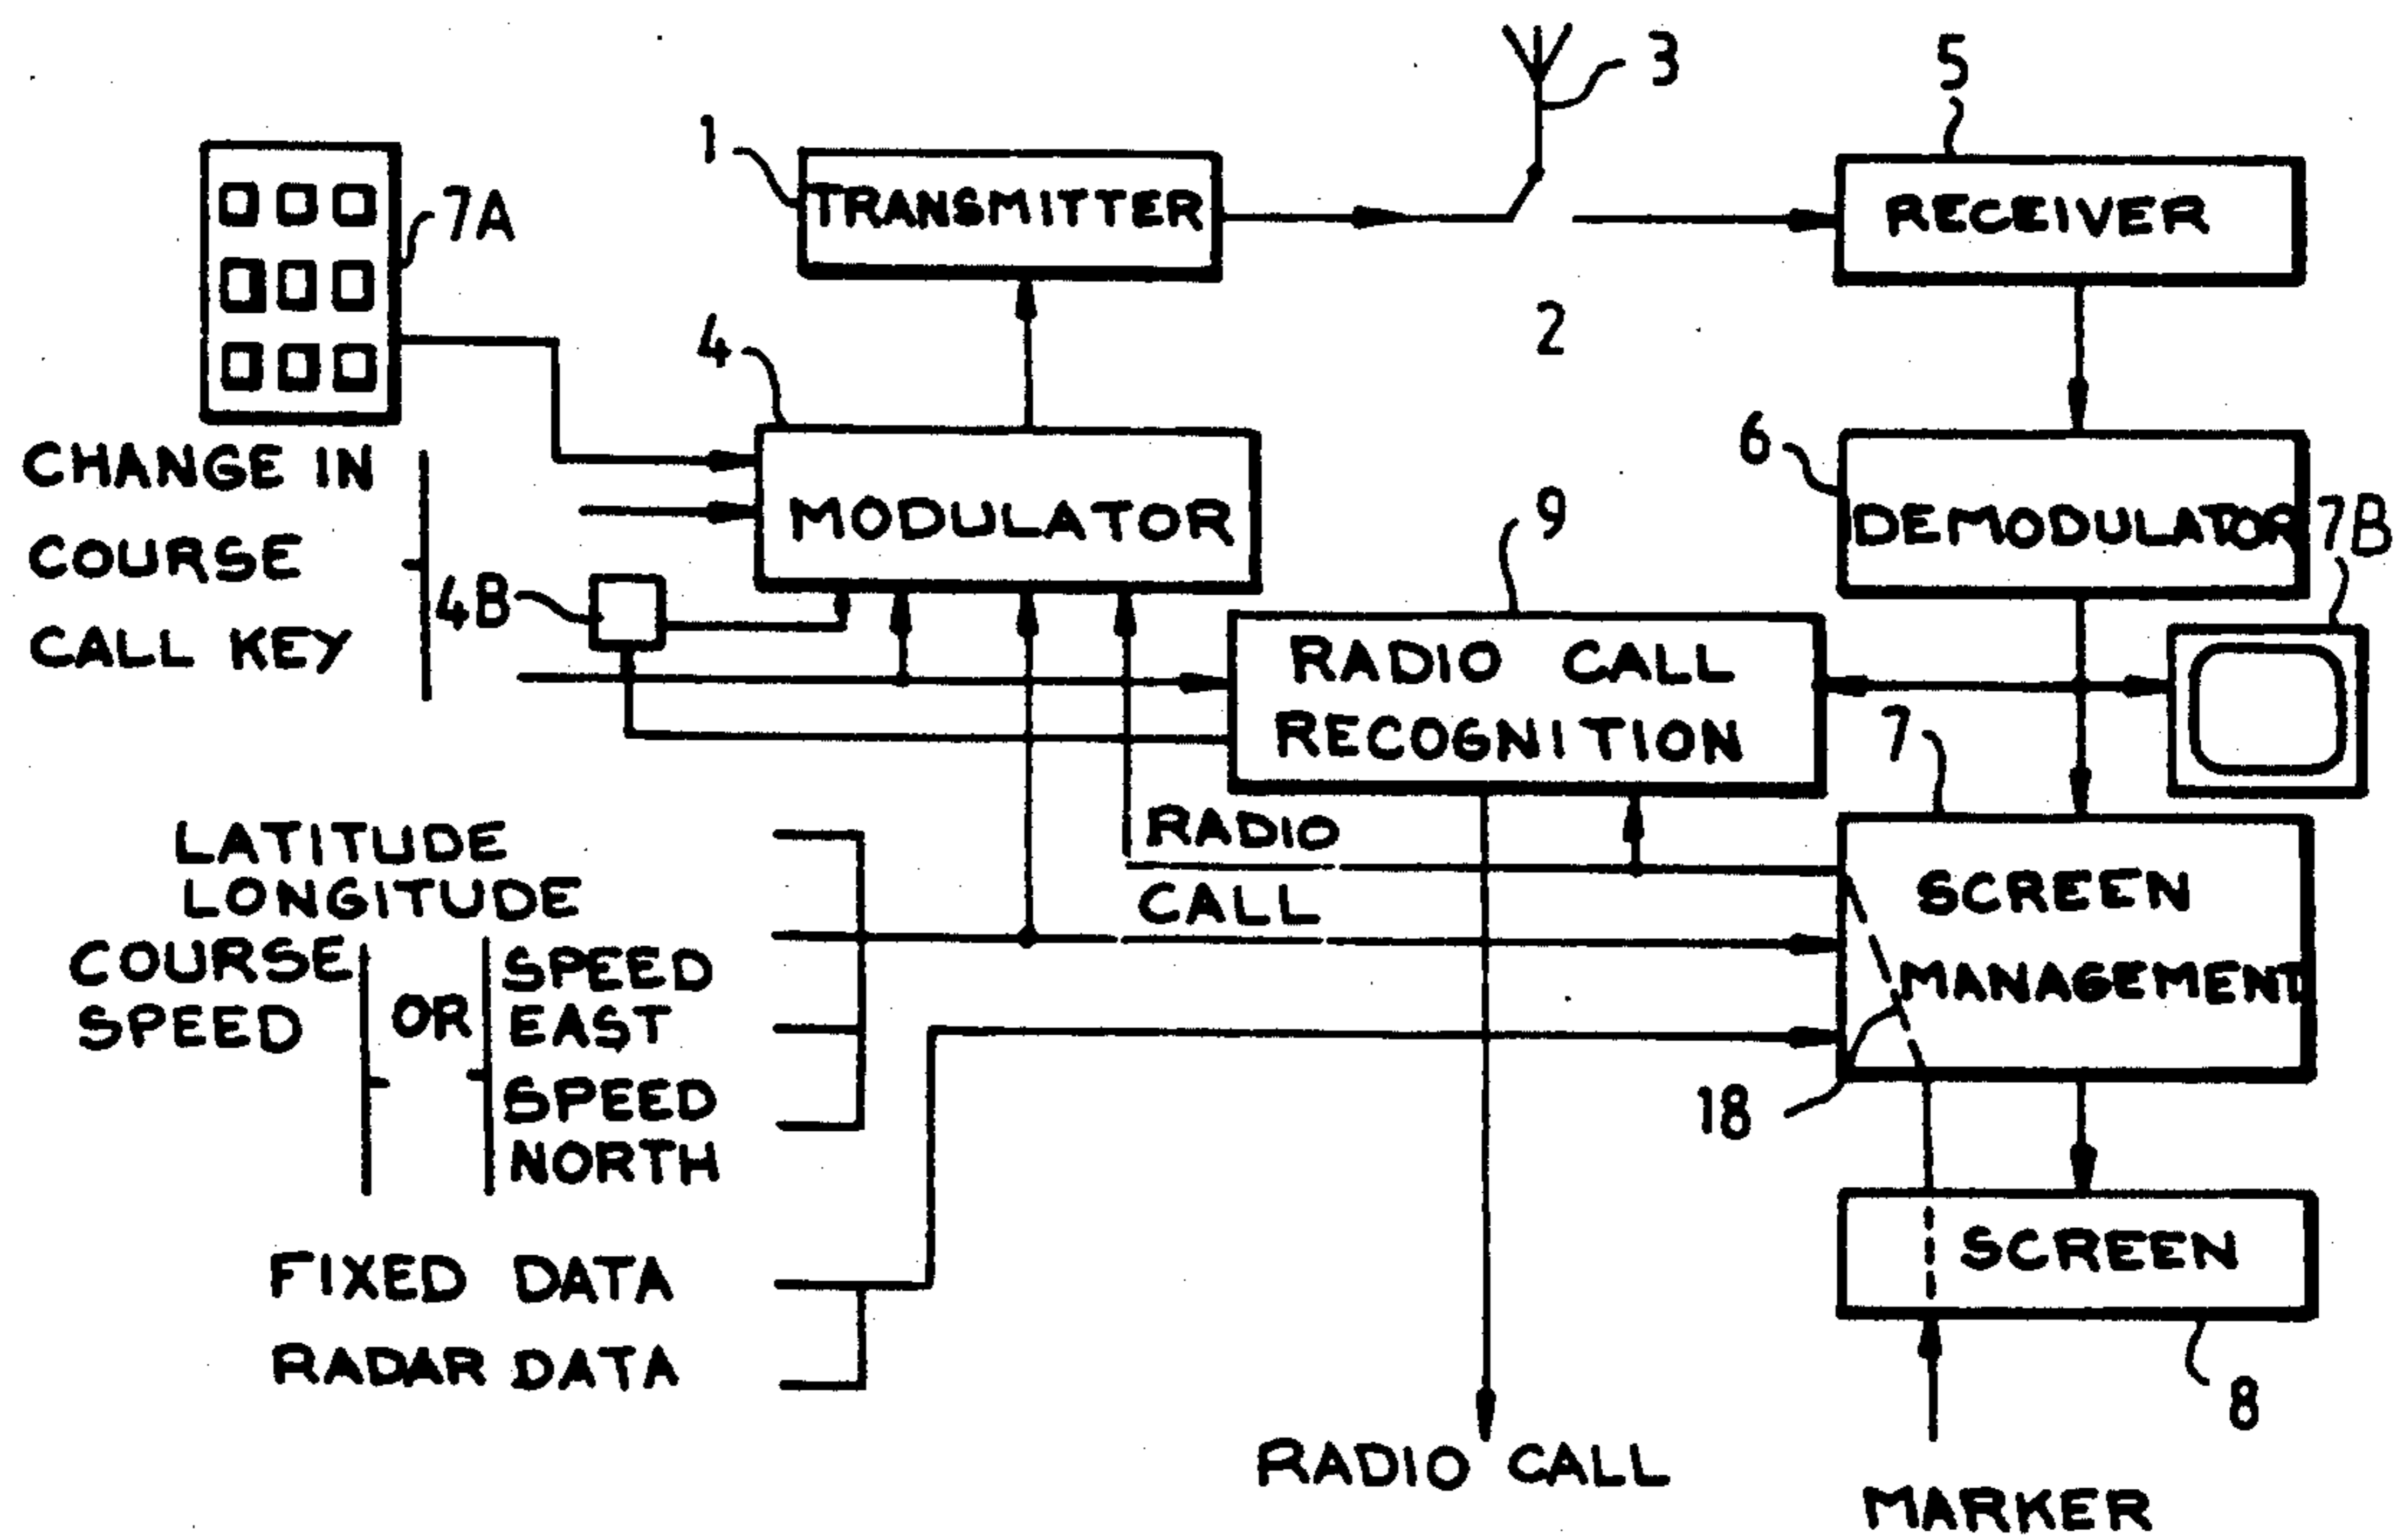 3
5
1
TRANSMITTER
RECEIVER
7A
2
4
CHANGE IN
COURSE
CALL KEY
MODULATOR
6
DEMODULATOR
7B
9
4B
RADIO CALL
RECOGNITION
7
LATITUDE
LONGITUDE
COURSE
SPEED
OR
SPEED
EAST
SPEED
NORTH
RADIO
CALL
SCREEN
MANAGEMENT
18
SCREEN
8
FIXED DATA
RADAR DATA
RADIO CALL
MARKER